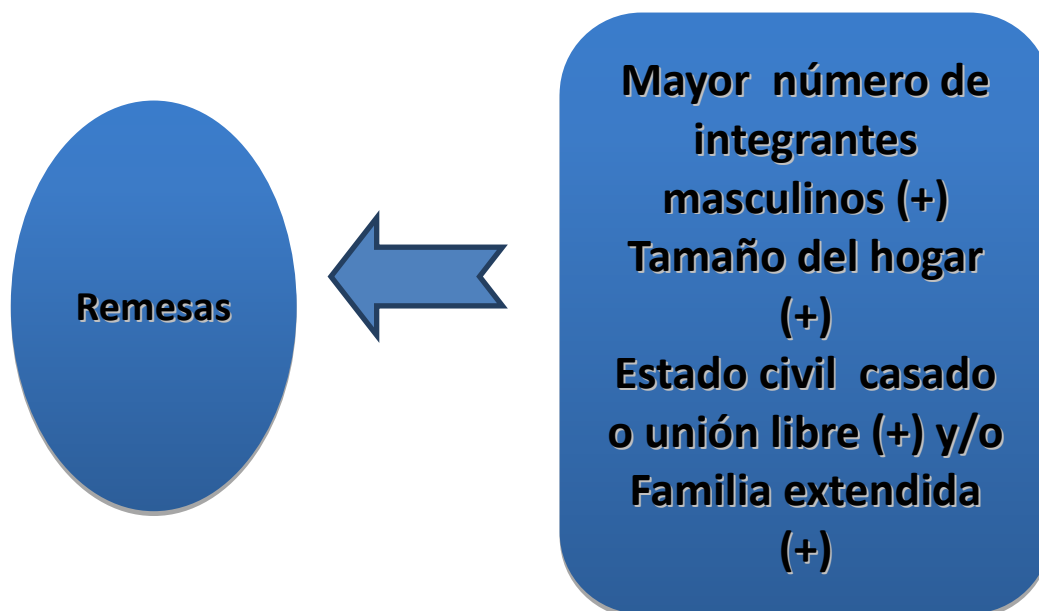 Remesas
Mayor  número de
integrantes
masculinos (+)
Tamaño del hogar
(+)
Estado civil  casado
o unión libre (+) y/o
Familia extendida
(+)